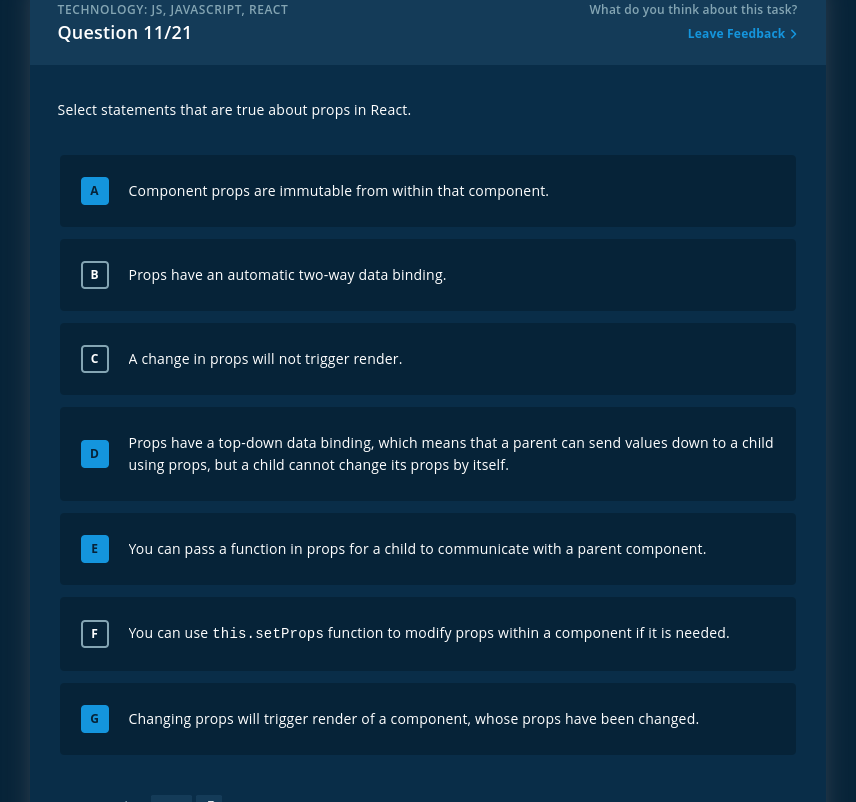 TECHNOLOGY: JS, JAVASCRIPT, REACT
What do you think about this task?
Question 11/21
Leave Feedback >
Select statements that are true about props in React.
A Component props are immutable from within that component.
B Props have an automatic two-way data binding.
C A change in props will not trigger render.
D Props have a top-down data binding, which means that a parent can send values down to a child
using props, but a child cannot change its props by itself.
E You can pass a function in props for a child to communicate with a parent component.
F You can use this.setProps function to modify props within a component if it is needed.
G Changing props will trigger render of a component, whose props have been changed.